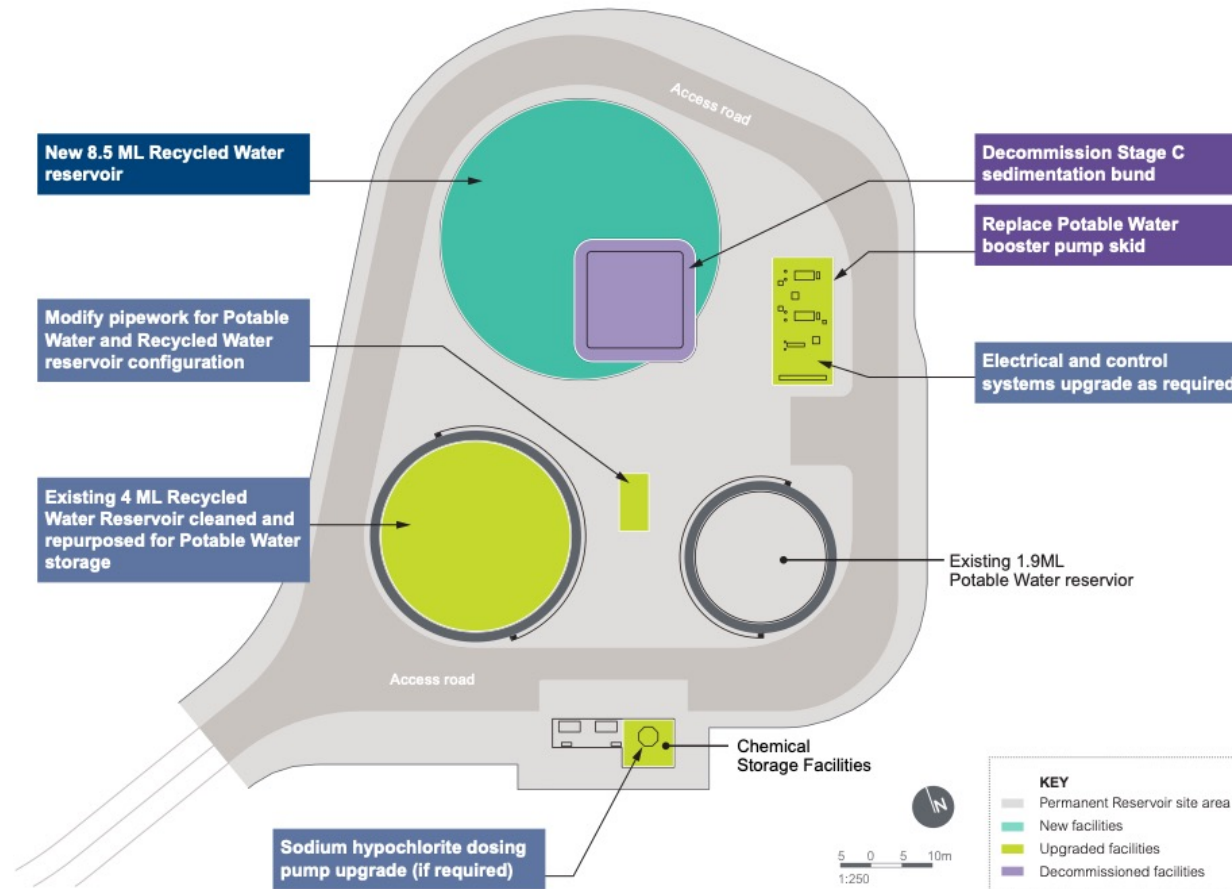 Access road
New 8.5 ML Recycled Water
reservoir
Decommission Stage C
sedimentation bund
Replace Potable Water
booster pump skid
Modify pipework for Potable
Water and Recycled Water
reservoir configuration
Electrical and control
systems upgrade as required
Existing 4 ML Recycled
Water Reservoir cleaned and
repurposed for Potable Water
storage
Existing 1.9ML
Potable Water reservior
Access road
Chemical
Storage Facilities
Sodium hypochlorite dosing
pump upgrade (if required)
N
5 0 5 10m
1:250
KEY
Permanent Reservoir site area
New facilities
Upgraded facilities
Decommissioned facilities